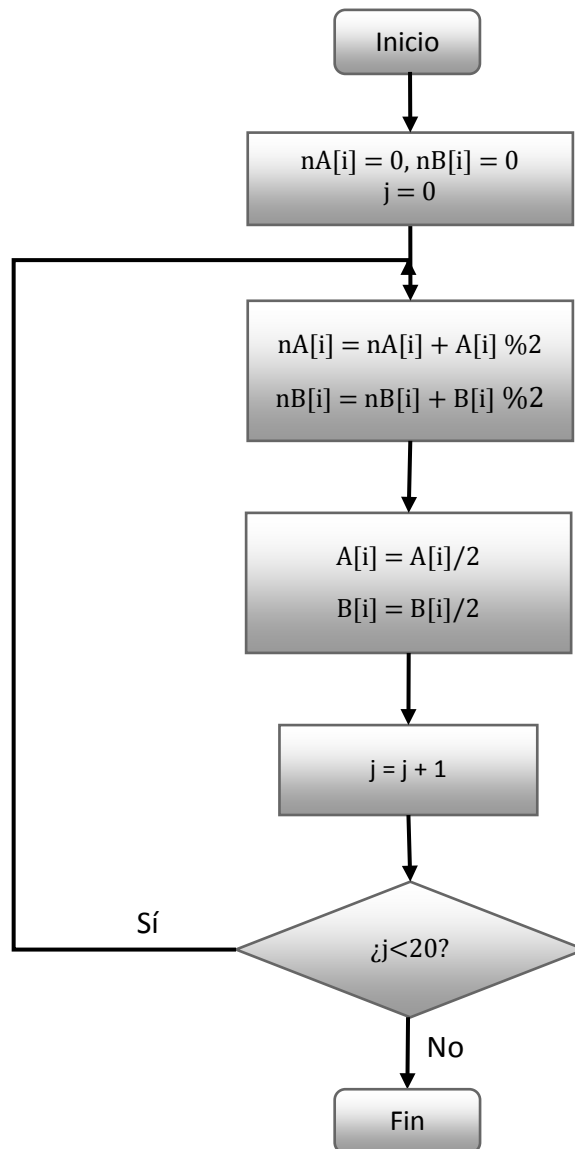 Inicio
nA[i] = 0, nB[i] = 0
j = 0
nA[i] = nA[i] + A[i] %2
nB[i] = nB[i] + B[i] %2
A[i] = A[i]/2
B[i] = B[i]/2
j = j + 1
Sí
¿j<20?
No
Fin